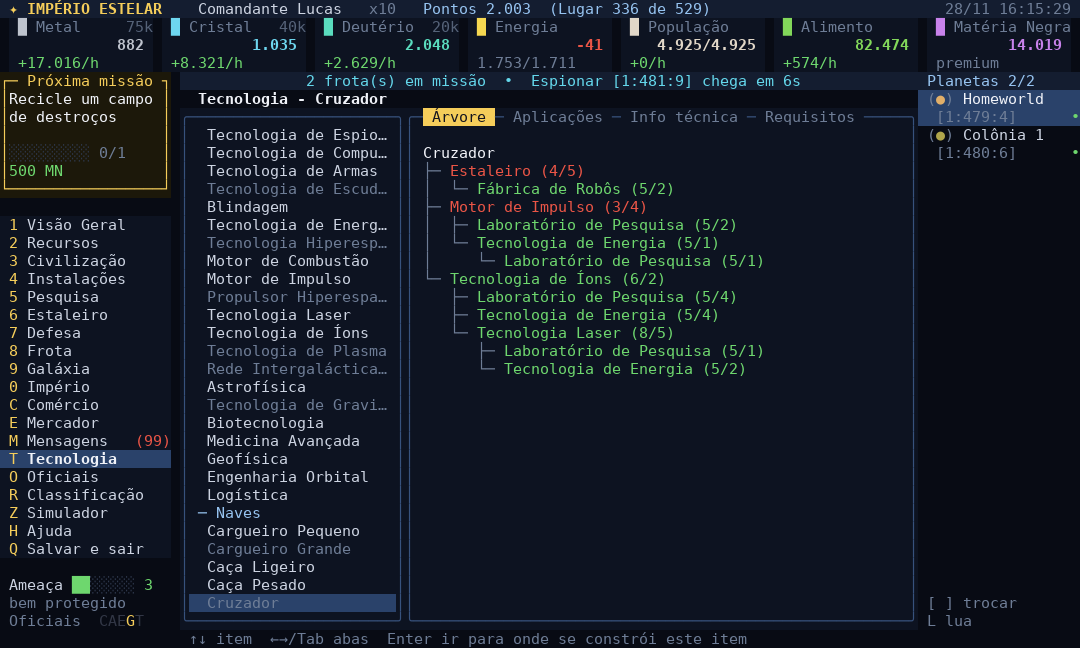 ✦ IMPÉRIO ESTELAR    Comandante Lucas   x10   Pontos 2.003  (Lugar 336 de 529)    28/11 16:15:29
Metal 75k   Cristal 40k   Deutério 20k   Energia   População   Alimento   Matéria Negra
882   1.035   2.048   -41   4.925/4.925   82.474   14.019
+17.016/h   +8.321/h   +2.629/h   1.753/1.711   +0/h   +574/h   premium
Próxima missão
Recicle um campo
de destroços
0/1
500 MN
1 Visão Geral
2 Recursos
3 Civilização
4 Instalações
5 Pesquisa
6 Estaleiro
7 Defesa
8 Frota
9 Galáxia
0 Império
C Comércio
E Mercador
M Mensagens (99)
T Tecnologia
O Oficiais
R Classificação
Z Simulador
H Ajuda
Q Salvar e sair
Ameaça 3
bem protegido
Oficiais CAEGT
2 frota(s) em missão • Espionar [1:481:9] chega em 6s
Tecnologia - Cruzador
Tecnologia de Espio…
Tecnologia de Compu…
Tecnologia de Armas
Tecnologia de Escud…
Blindagem
Tecnologia de Energ…
Tecnologia Hiperesp…
Motor de Combustão
Motor de Impulso
Propulsor Hiperespa…
Tecnologia Laser
Tecnologia de Íons
Tecnologia de Plasma
Rede Intergaláctica…
Astrofísica
Tecnologia de Gravi…
Biotecnologia
Medicina Avançada
Geofísica
Engenharia Orbital
Logística
─ Naves
Cargueiro Pequeno
Cargueiro Grande
Caça Ligeiro
Caça Pesado
Cruzador
Árvore ─ Aplicações ─ Info técnica ─ Requisitos
Cruzador
├─ Estaleiro (4/5)
│  └─ Fábrica de Robôs (5/2)
├─ Motor de Impulso (3/4)
│  ├─ Laboratório de Pesquisa (5/2)
│  └─ Tecnologia de Energia (5/1)
│     └─ Laboratório de Pesquisa (5/1)
└─ Tecnologia de Íons (6/2)
   ├─ Laboratório de Pesquisa (5/4)
   ├─ Tecnologia de Energia (5/4)
   └─ Tecnologia Laser (8/5)
      ├─ Laboratório de Pesquisa (5/1)
      └─ Tecnologia de Energia (5/2)
Planetas 2/2
(●) Homeworld
[1:479:4] •
(●) Colônia 1
[1:480:6] •
[ ] trocar
L lua
↑↓ item  ←→/Tab abas  Enter ir para onde se constrói este item